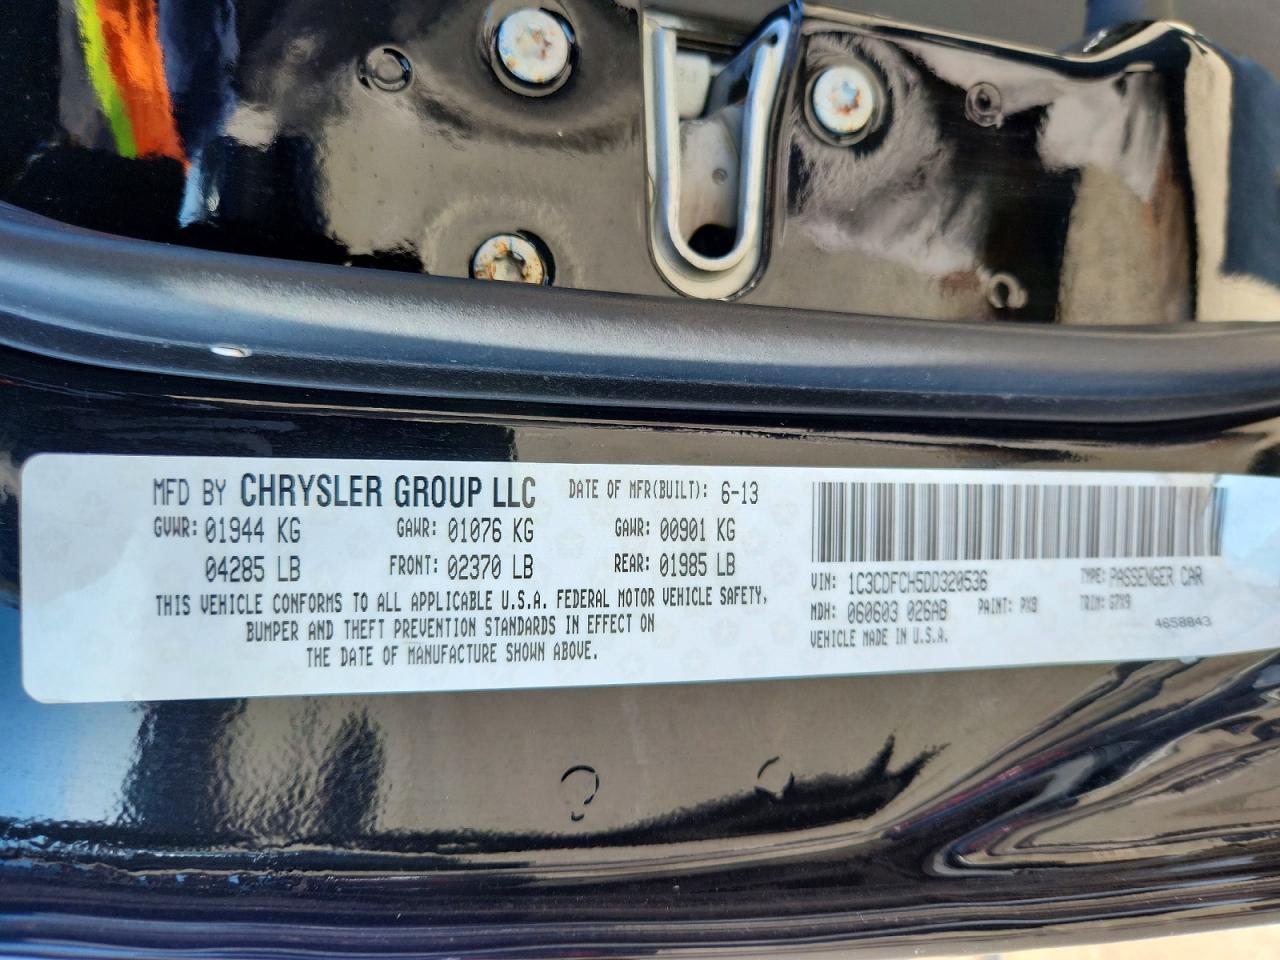 MFD BY CHRYSLER GROUP LLC DATE OF MFR(BUILT): 6-13
GVWR: 01944 KG GAWR: 01076 KG GAWR: 00901 KG
04285 LB FRONT: 02370 LB REAR: 01985 LB
THIS VEHICLE CONFORMS TO ALL APPLICABLE U.S.A. FEDERAL MOTOR VEHICLE SAFETY,
BUMPER AND THEFT PREVENTION STANDARDS IN EFFECT ON
THE DATE OF MANUFACTURE SHOWN ABOVE.
VIN: 1C3CDFCH5DD320536 TYPE: PASSENGER CAR
MDH: 060603 026AB PAINT: PX9 TRIM: G7X9
VEHICLE MADE IN U.S.A. 4658843